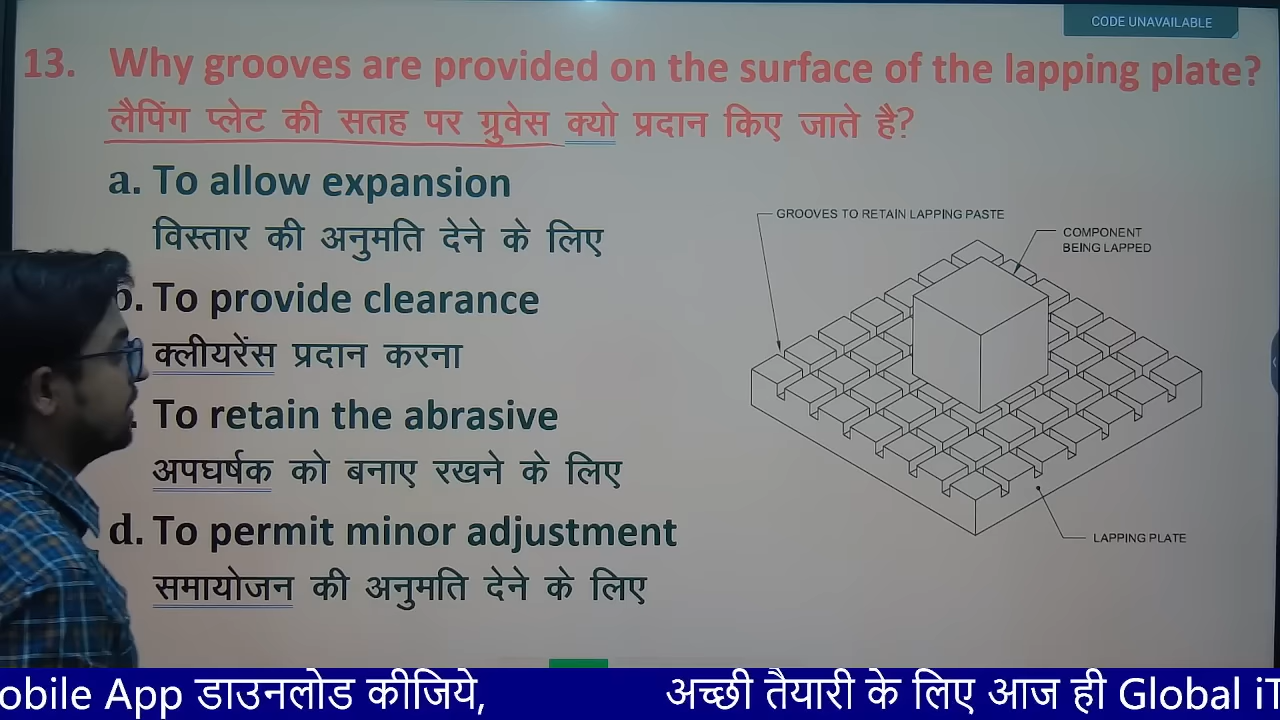 CODE UNAVAILABLE
13. Why grooves are provided on the surface of the lapping plate?
लैपिंग प्लेट की सतह पर ग्रुवेस क्यो प्रदान किए जाते है?
a. To allow expansion
विस्तार की अनुमति देने के लिए
b. To provide clearance
क्लीयरेंस प्रदान करना
To retain the abrasive
अपघर्षक को बनाए रखने के लिए
d. To permit minor adjustment
समायोजन की अनुमति देने के लिए
GROOVES TO RETAIN LAPPING PASTE
COMPONENT
BEING LAPPED
LAPPING PLATE
obile App डाउनलोड कीजिये, अच्छी तैयारी के लिए आज ही Global iT